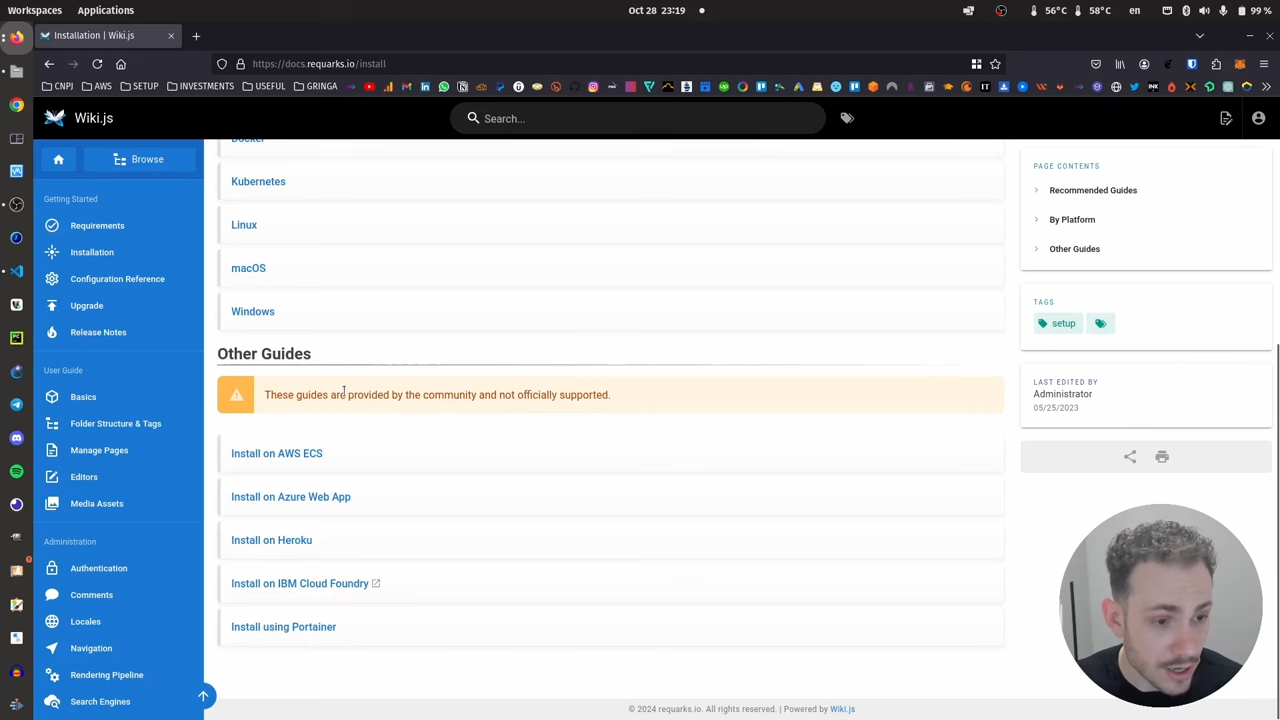 Workspaces Applications Oct 28 23:19 56°C 58°C en 99 %
Installation | Wiki.js
https://docs.requarks.io/install
CNPJ AWS SETUP INVESTMENTS USEFUL GRINGA
Wiki.js Search...
Browse
Getting Started
Requirements
Installation
Configuration Reference
Upgrade
Release Notes
User Guide
Basics
Folder Structure & Tags
Manage Pages
Editors
Media Assets
Administration
Authentication
Comments
Locales
Navigation
Rendering Pipeline
Search Engines
Docker
Kubernetes
Linux
macOS
Windows
Other Guides
These guides are provided by the community and not officially supported.
Install on AWS ECS
Install on Azure Web App
Install on Heroku
Install on IBM Cloud Foundry
Install using Portainer
PAGE CONTENTS
Recommended Guides
By Platform
Other Guides
TAGS
setup
LAST EDITED BY
Administrator
05/25/2023
© 2024 requarks.io. All rights reserved. | Powered by Wiki.js